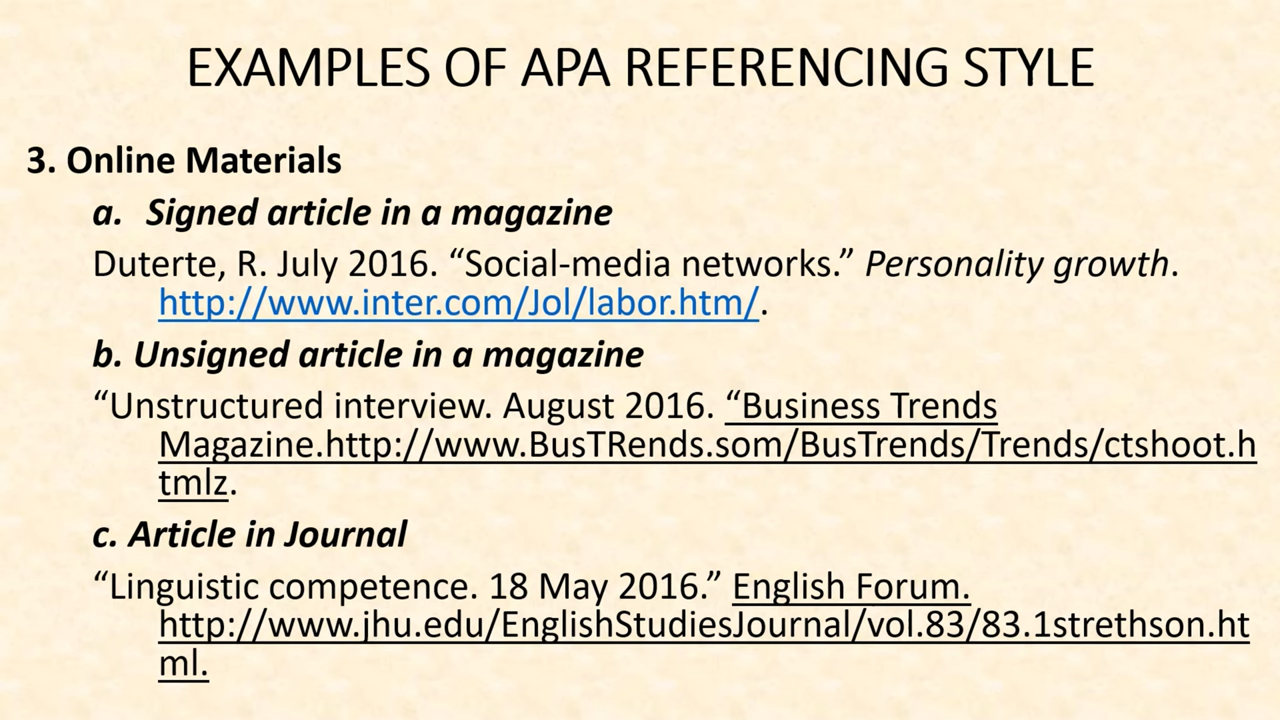 EXAMPLES OF APA REFERENCING STYLE
3. Online Materials
a. Signed article in a magazine
Duterte, R. July 2016. “Social-media networks.” Personality growth.
http://www.inter.com/Jol/labor.htm/.
b. Unsigned article in a magazine
“Unstructured interview. August 2016. “Business Trends
Magazine.http://www.BusTRends.som/BusTrends/Trends/ctshoot.h
tmlz.
c. Article in Journal
“Linguistic competence. 18 May 2016.” English Forum.
http://www.jhu.edu/EnglishStudiesJournal/vol.83/83.1strethson.ht
ml.